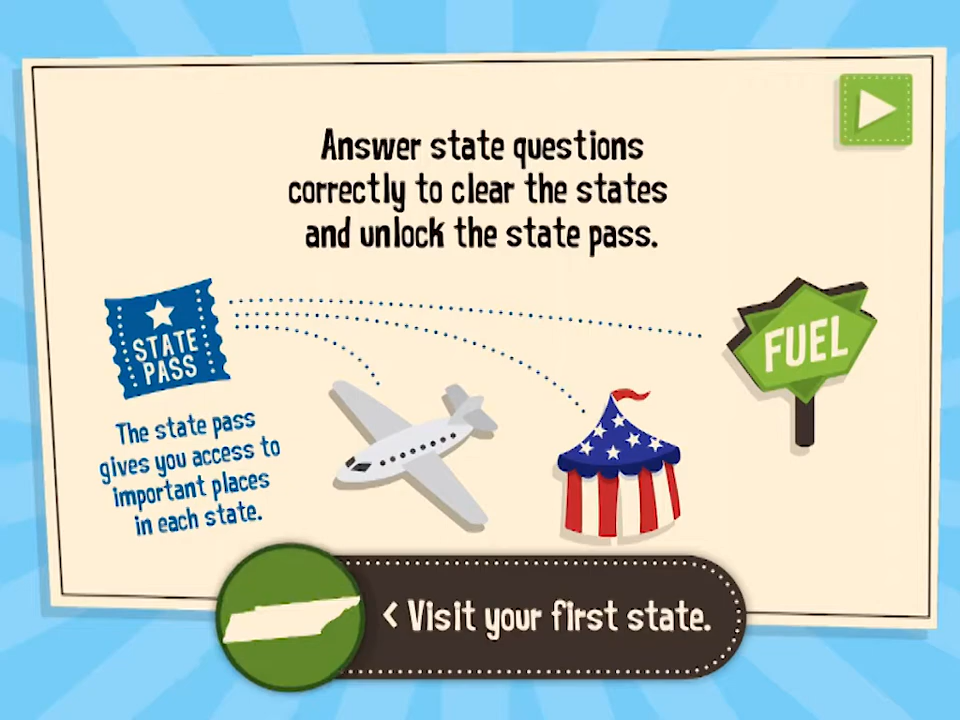 Answer state questions
correctly to clear the states
and unlock the state pass.
STATE
PASS
The state pass
gives you access to
important places
in each state.
FUEL
< Visit your first state.